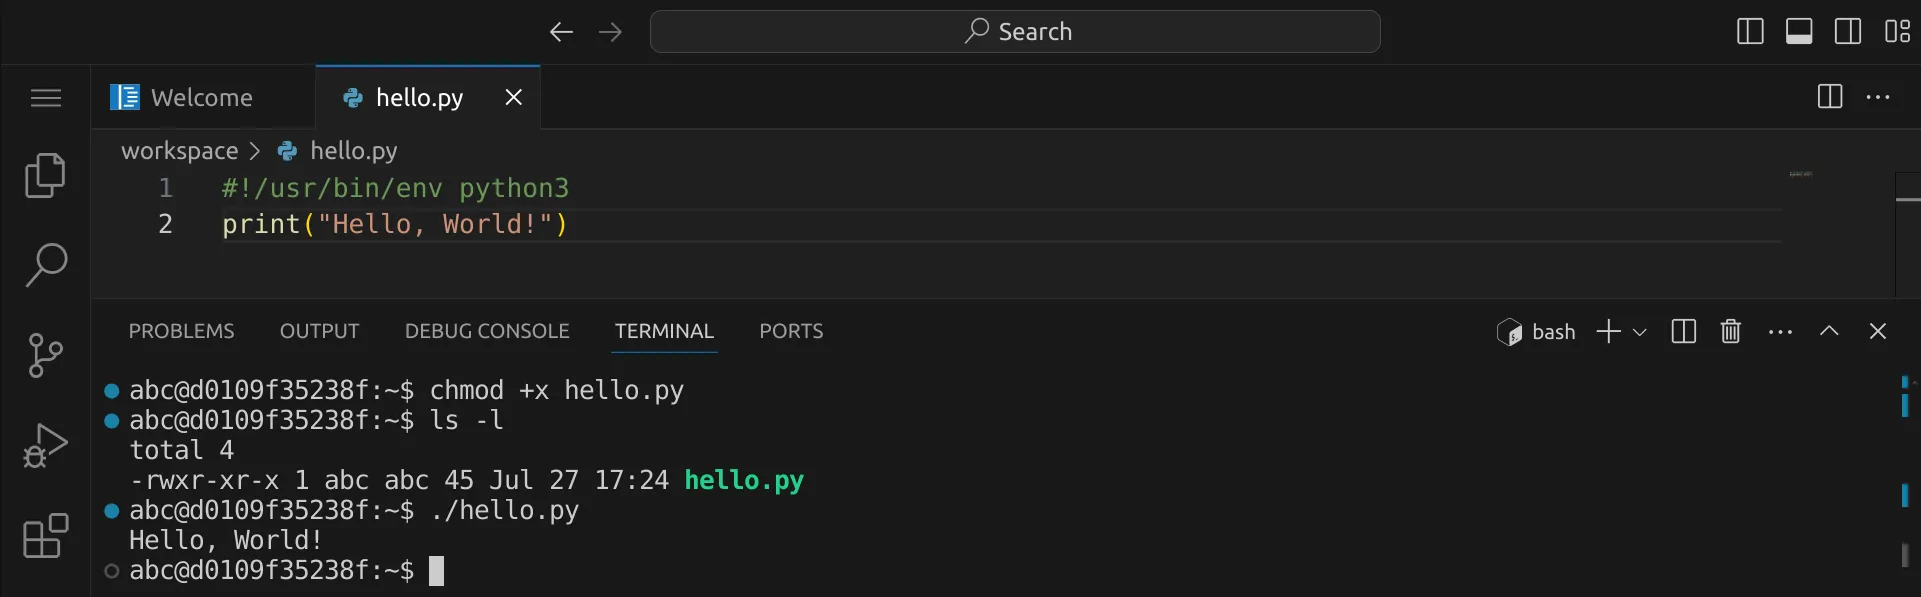 Search
Welcome
hello.py
workspace > hello.py
1 #!/usr/bin/env python3
2 print("Hello, World!")
PROBLEMS OUTPUT DEBUG CONSOLE TERMINAL PORTS
bash
abc@d0109f35238f:~$ chmod +x hello.py
abc@d0109f35238f:~$ ls -l
total 4
-rwxr-xr-x 1 abc abc 45 Jul 27 17:24 hello.py
abc@d0109f35238f:~$ ./hello.py
Hello, World!
abc@d0109f35238f:~$